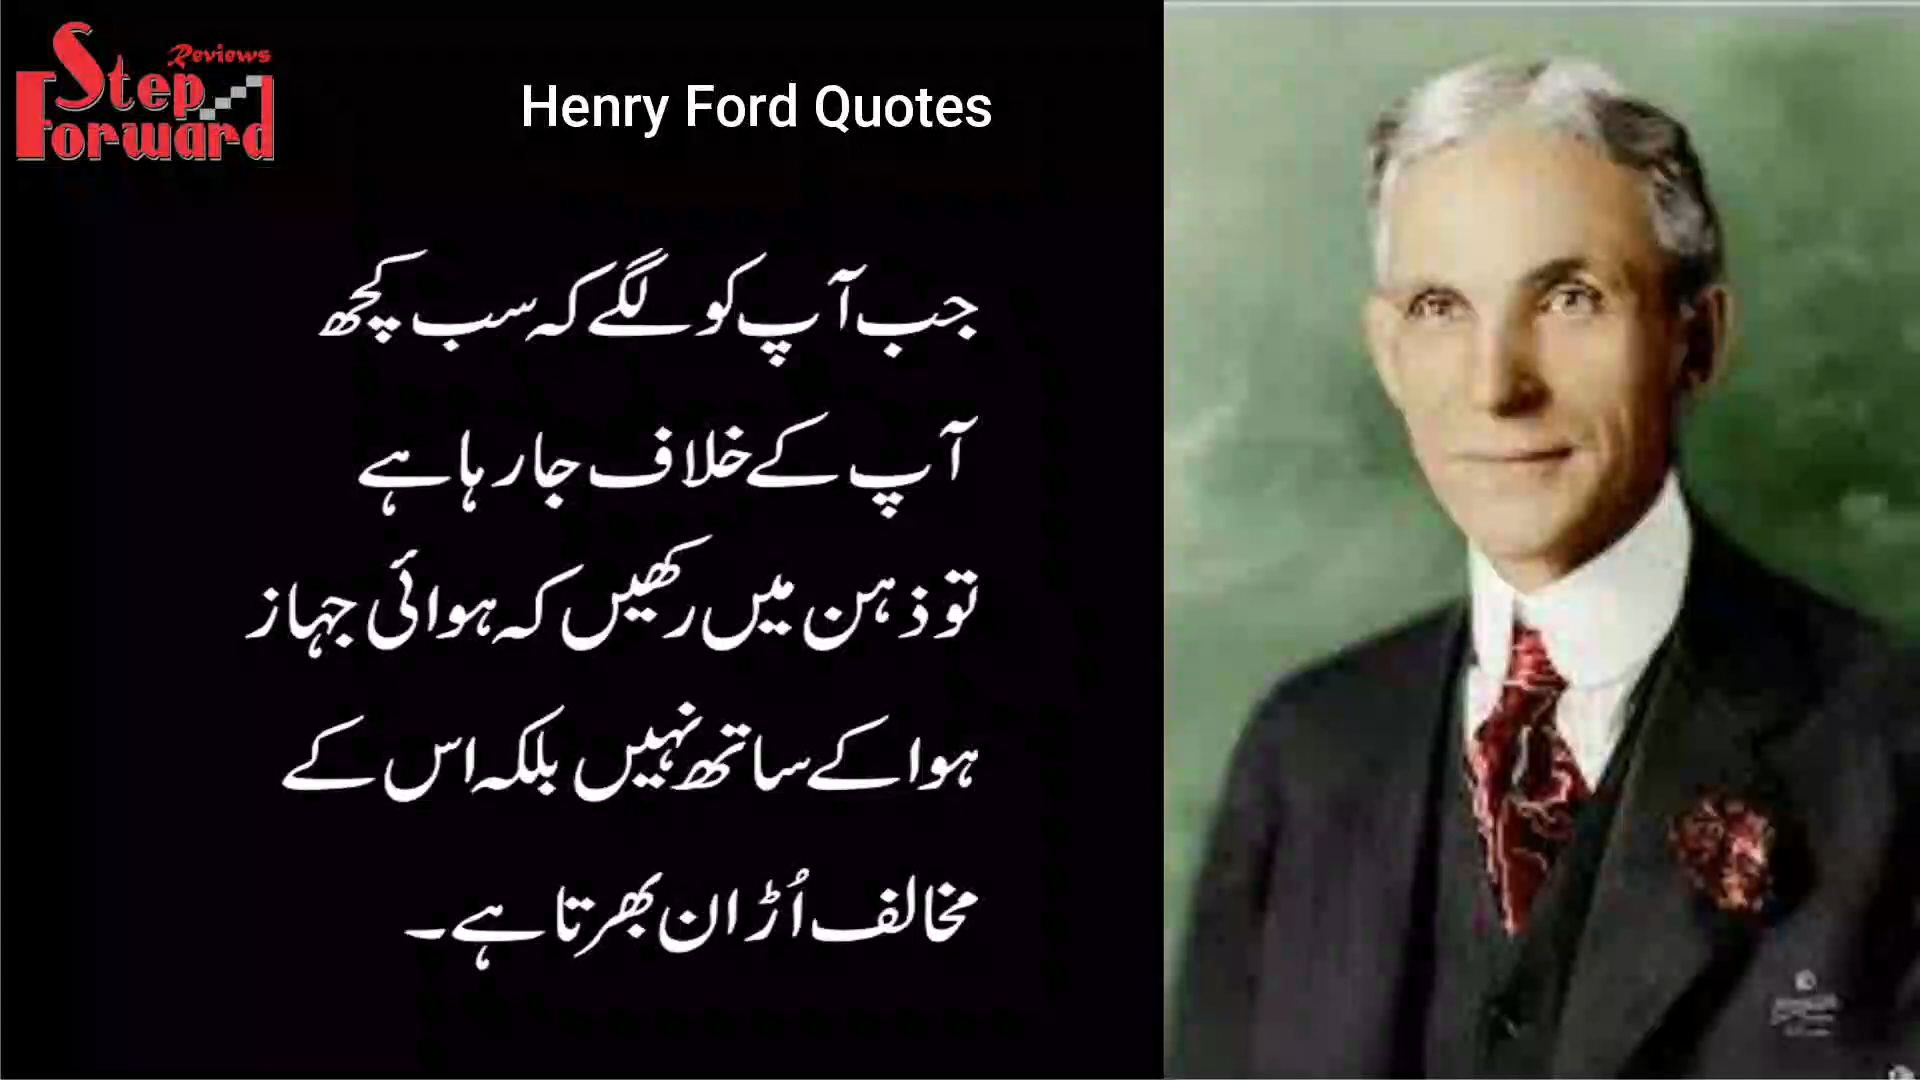 Reviews
Step
Forward
Henry Ford Quotes
جب آپ کو لگے کہ سب کچھ
آپ کے خلاف جا رہا ہے
تو ذہن میں رکھیں کہ ہوائی جہاز
ہوا کے ساتھ نہیں بلکہ اس کے
مخالف اُڑان بھرتا ہے۔